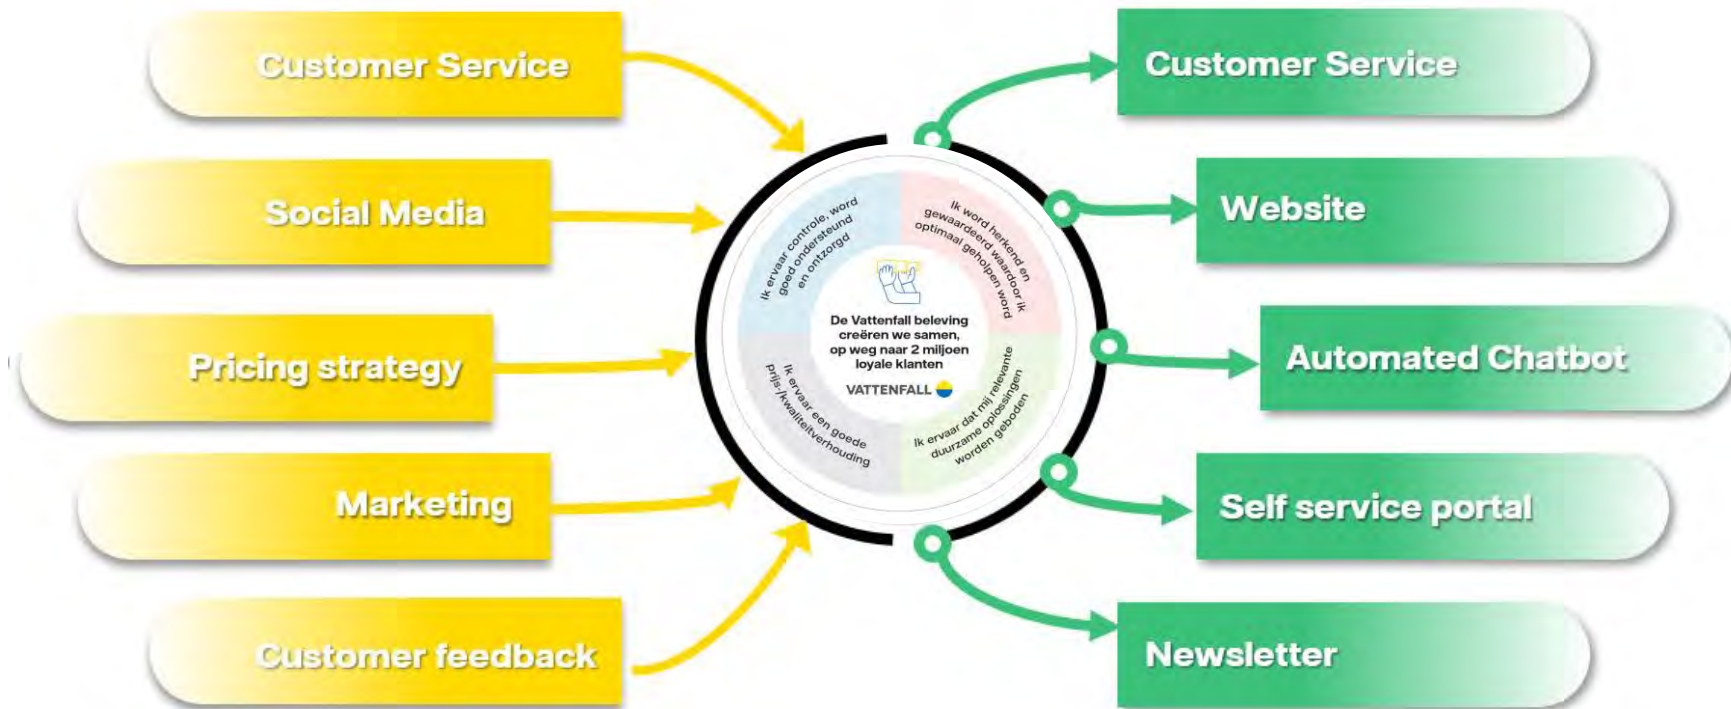 Customer Service
Social Media
Pricing strategy
Marketing
Customer feedback
Ik ervaar controle, word
goed ondersteund
en ontzorgd
Ik word herkend en
gewaardeerd waardoor ik
optimaal geholpen word
De Vattenfall beleving
creëren we samen,
op weg naar 2 miljoen
loyale klanten
VATTENFALL
Ik ervaar een goede
prijs-/kwaliteitverhouding
Ik ervaar dat mij relevante
duurzame oplossingen
worden geboden
Customer Service
Website
Automated Chatbot
Self service portal
Newsletter